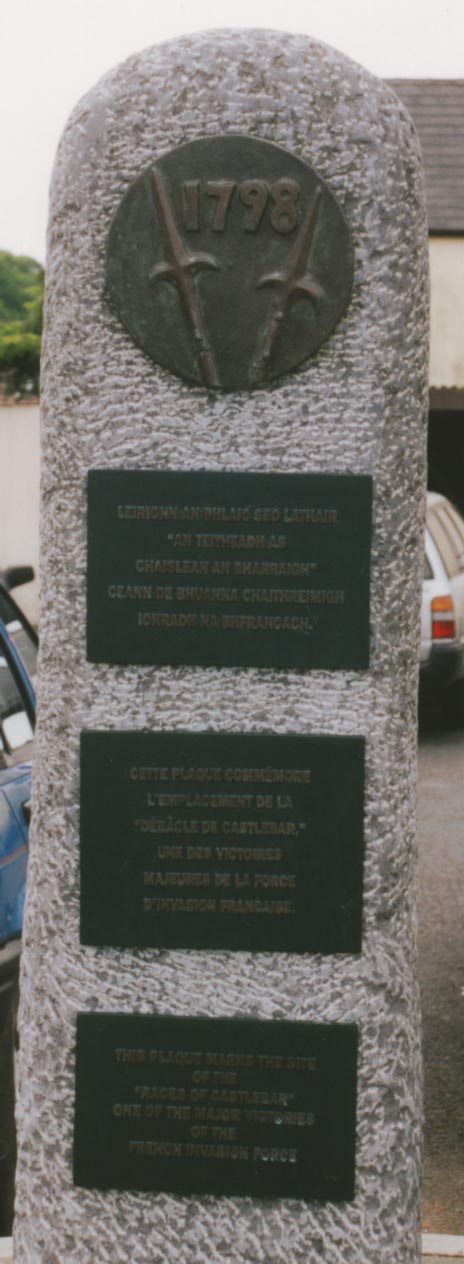 1798
LEIRIONN AN PHLAIC SEO LATHAIR
"AN TEITHEADH ÁS
CHAISLEAN AN BHARRAIGH"
CEANN DE BHUANNA CHAITHREIMIGH
IONRADH NA BHFRANCACH.
CETTE PLAQUE COMMÉMORE
L'EMPLACEMENT DE LA
"DÉBÂCLE DE CASTLEBAR,"
UNE DES VICTOIRES
MAJEURES DE LA FORCE
D'INVASION FRANÇAISE.
THIS PLAQUE MARKS THE SITE
OF THE
"RACES OF CASTLEBAR"
ONE OF THE MAJOR VICTORIES
OF THE
FRENCH INVASION FORCE